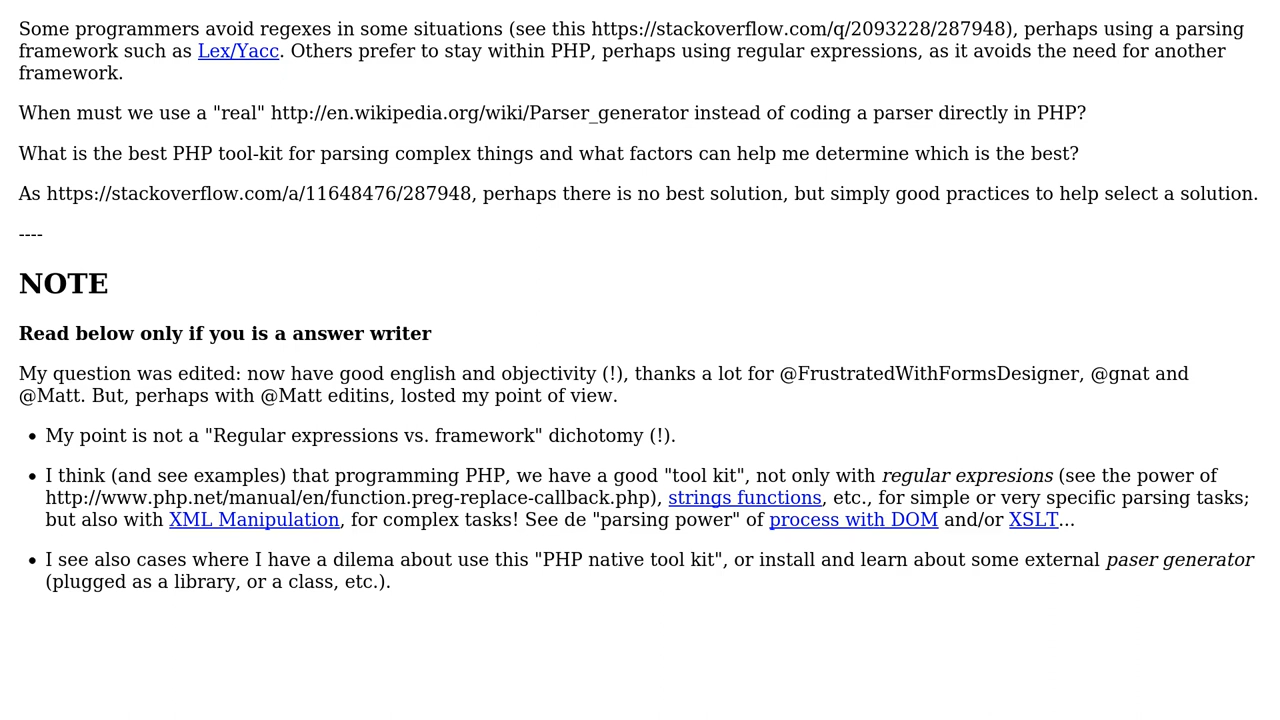 Some programmers avoid regexes in some situations (see this https://stackoverflow.com/q/2093228/287948), perhaps using a parsing
framework such as Lex/Yacc. Others prefer to stay within PHP, perhaps using regular expressions, as it avoids the need for another
framework.
When must we use a "real" http://en.wikipedia.org/wiki/Parser_generator instead of coding a parser directly in PHP?
What is the best PHP tool-kit for parsing complex things and what factors can help me determine which is the best?
As https://stackoverflow.com/a/11648476/287948, perhaps there is no best solution, but simply good practices to help select a solution.
----
NOTE
Read below only if you is a answer writer
My question was edited: now have good english and objectivity (!), thanks a lot for @FrustratedWithFormsDesigner, @gnat and
@Matt. But, perhaps with @Matt editins, losted my point of view.
• My point is not a "Regular expressions vs. framework" dichotomy (!).
• I think (and see examples) that programming PHP, we have a good "tool kit", not only with regular expresions (see the power of
http://www.php.net/manual/en/function.preg-replace-callback.php), strings functions, etc., for simple or very specific parsing tasks;
but also with XML Manipulation, for complex tasks! See de "parsing power" of process with DOM and/or XSLT...
• I see also cases where I have a dilema about use this "PHP native tool kit", or install and learn about some external paser generator
(plugged as a library, or a class, etc.).